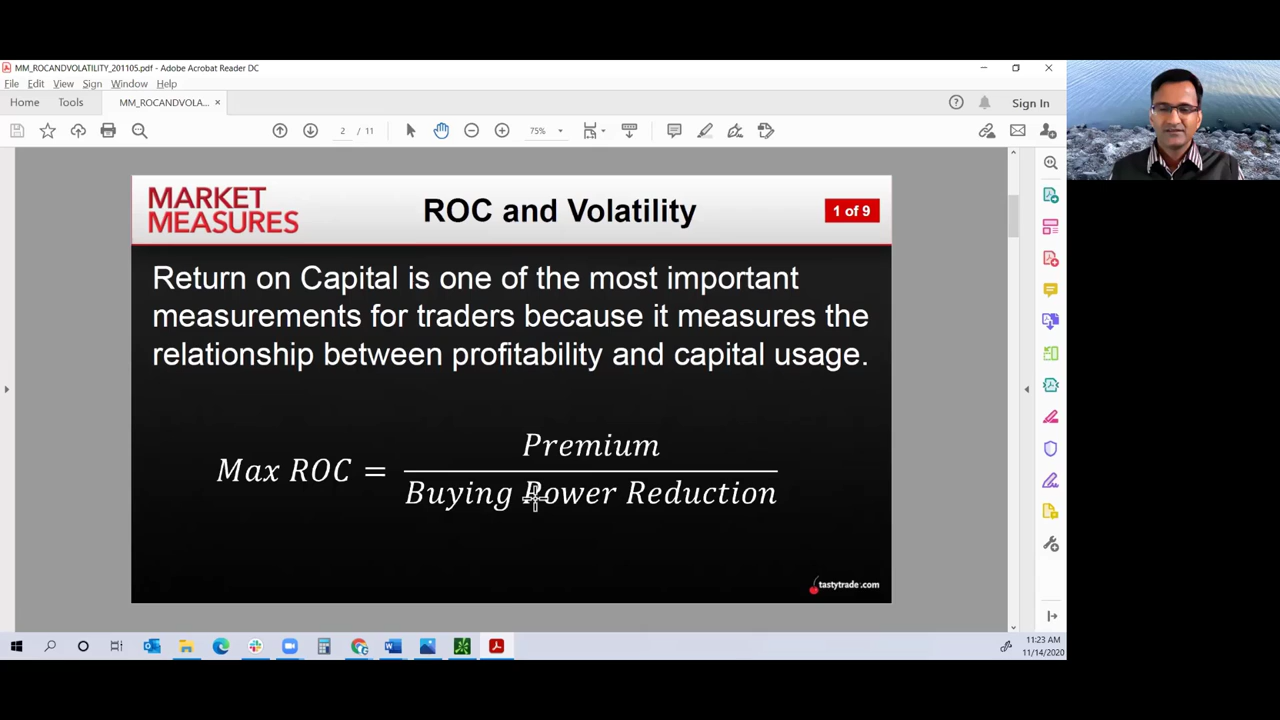 MM_ROCANDVOLATILITY_201105.pdf - Adobe Acrobat Reader DC
File Edit View Sign Window Help
Home Tools MM_ROCANDVOLA... × Sign In
2 / 11 75%
MARKET
MEASURES
ROC and Volatility
1 of 9
Return on Capital is one of the most important
measurements for traders because it measures the
relationship between profitability and capital usage.
Premium
Max ROC =
Buying Power Reduction
tastytrade.com
11:23 AM
11/14/2020